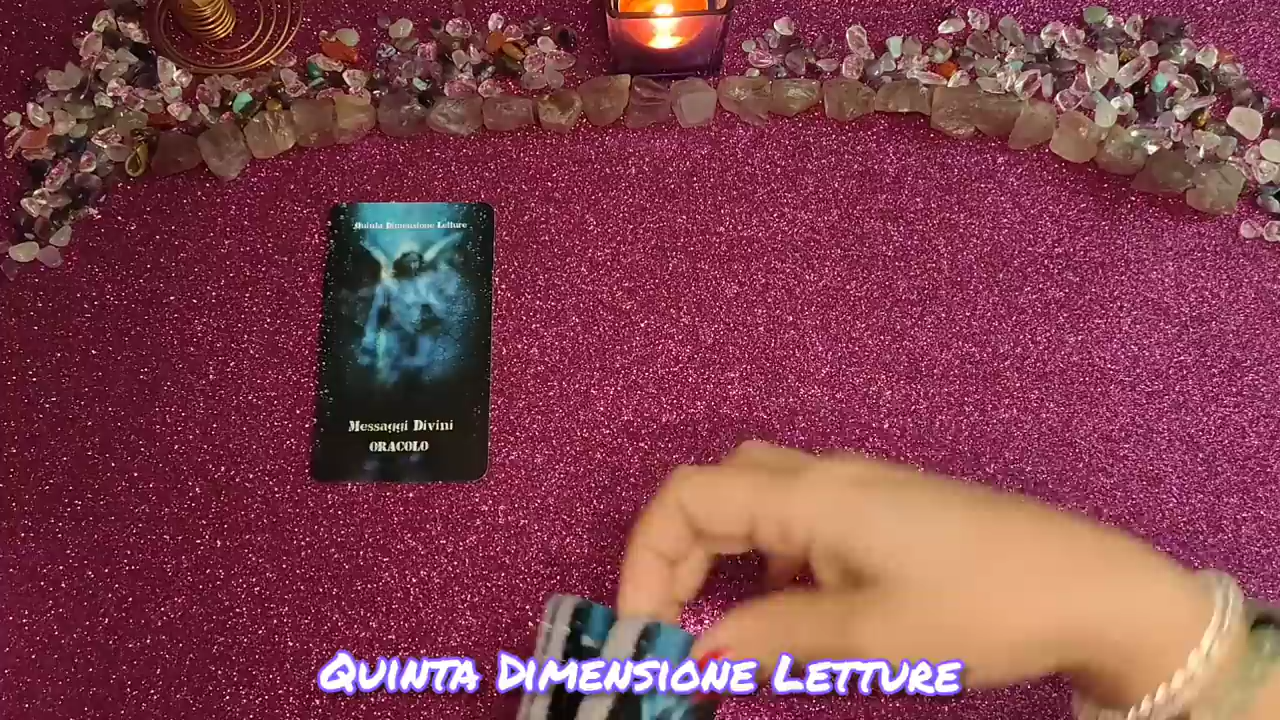 Quinta Dimensione Letture
Messaggi Divini
ORACOLO
QUINTA DIMENSIONE LETTURE